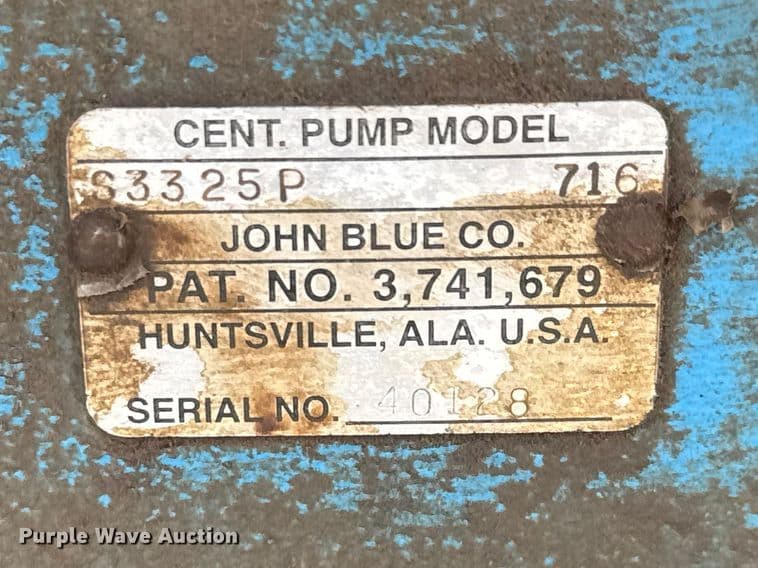 CENT. PUMP MODEL
S3325P 716
JOHN BLUE CO.
PAT. NO. 3,741,679
HUNTSVILLE, ALA. U.S.A.
SERIAL NO. 40128
Purple Wave Auction